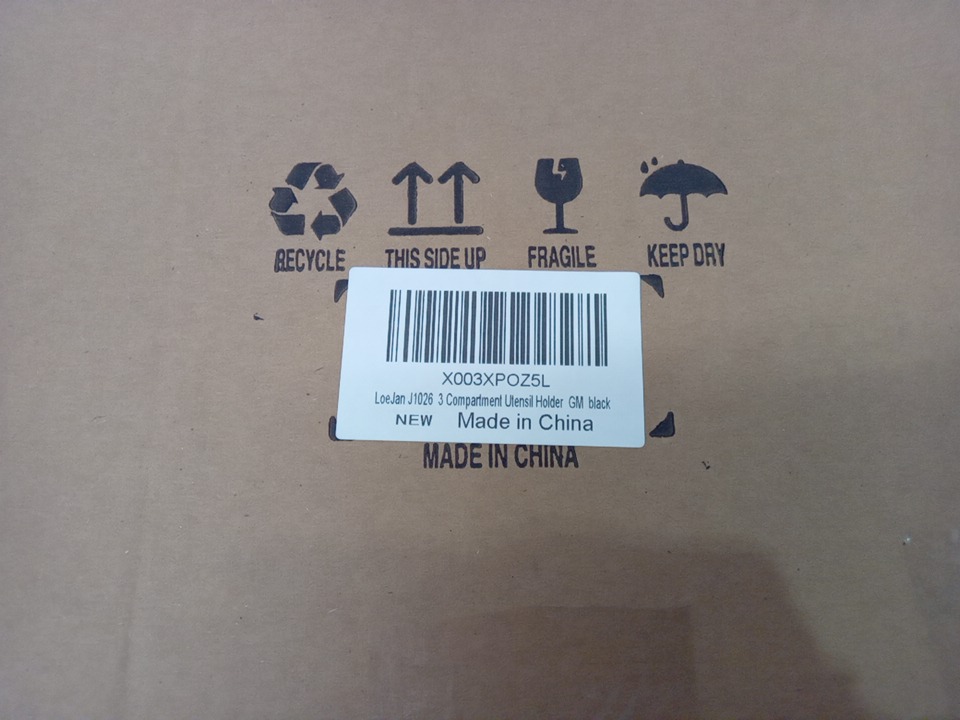 RECYCLE THIS SIDE UP FRAGILE KEEP DRY
X003XPOZ5L
LoeJan J1026 3 Compartment Utensil Holder GM black
NEW Made in China
MADE IN CHINA